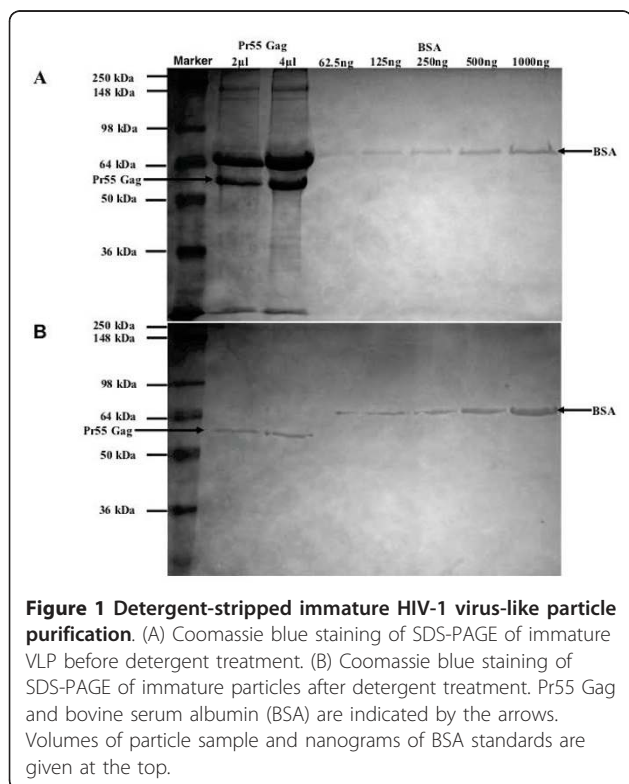 Pr55 Gag BSA
Marker 2µl 4µl 62.5ng 125ng 250ng 500ng 1000ng
A
250 kDa
148 kDa
98 kDa
64 kDa
BSA
Pr55 Gag
50 kDa
36 kDa
B
250 kDa
148 kDa
98 kDa
64 kDa
BSA
Pr55 Gag
50 kDa
36 kDa
Figure 1 Detergent-stripped immature HIV-1 virus-like particle
purification. (A) Coomassie blue staining of SDS-PAGE of immature
VLP before detergent treatment. (B) Coomassie blue staining of
SDS-PAGE of immature particles after detergent treatment. Pr55 Gag
and bovine serum albumin (BSA) are indicated by the arrows.
Volumes of particle sample and nanograms of BSA standards are
given at the top.